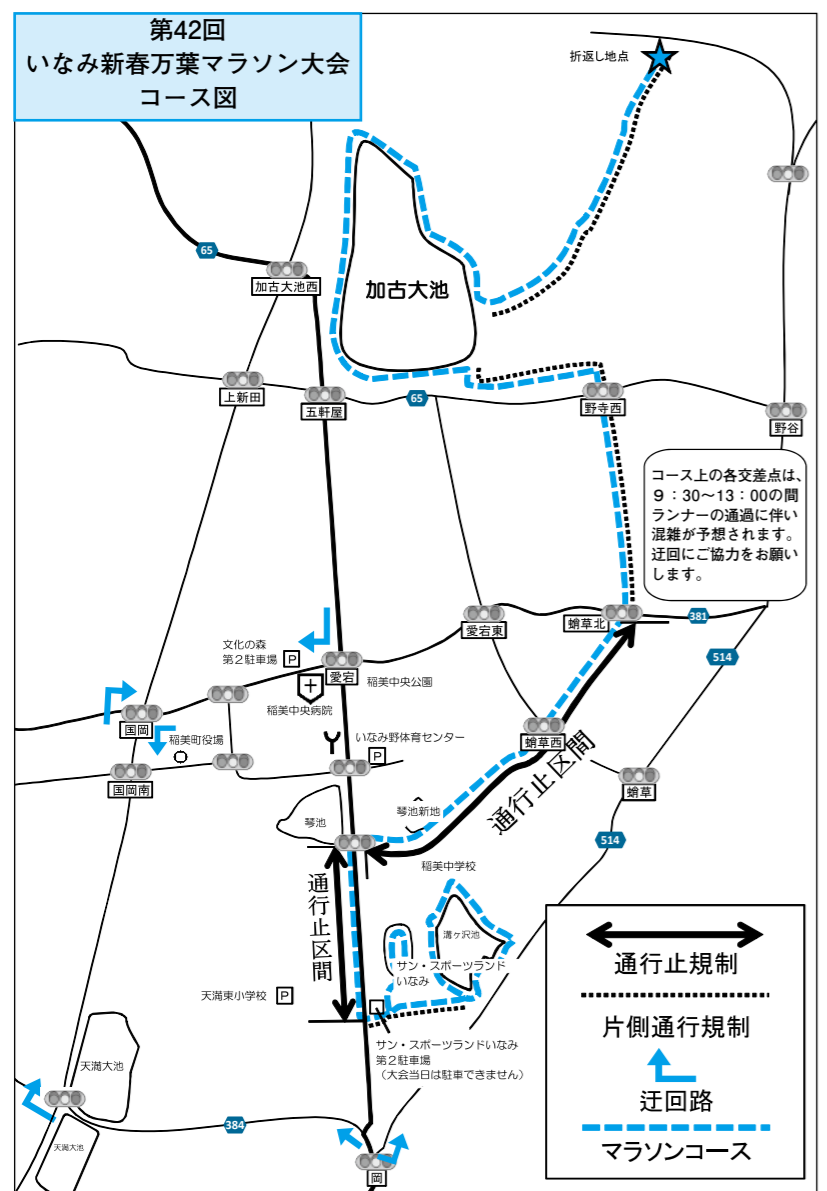 第42回
いなみ新春万葉マラソン大会
コース図
折返し地点
65
加古大池西
加古大池
上新田
五軒屋
65
野寺西
野谷
コース上の各交差点は、
9：30～13：00の間
ランナーの通過に伴い
混雑が予想されます。
迂回にご協力をお願い
します。
愛宕東
蛸草北
381
514
文化の森
第２駐車場
P
愛宕
稲美中央公園
稲美中央病院
国岡
稲美町役場
いなみ野体育センター
P
蛸草西
国岡南
通行止区間
蛸草
琴池
琴池新地
514
稲美中学校
通行止区間
溝ヶ沢池
サン・スポーツランド
いなみ
天満東小学校
P
サン・スポーツランドいなみ
第２駐車場
（大会当日は駐車できません）
天満大池
天満大池
384
岡
通行止規制
片側通行規制
迂回路
マラソンコース